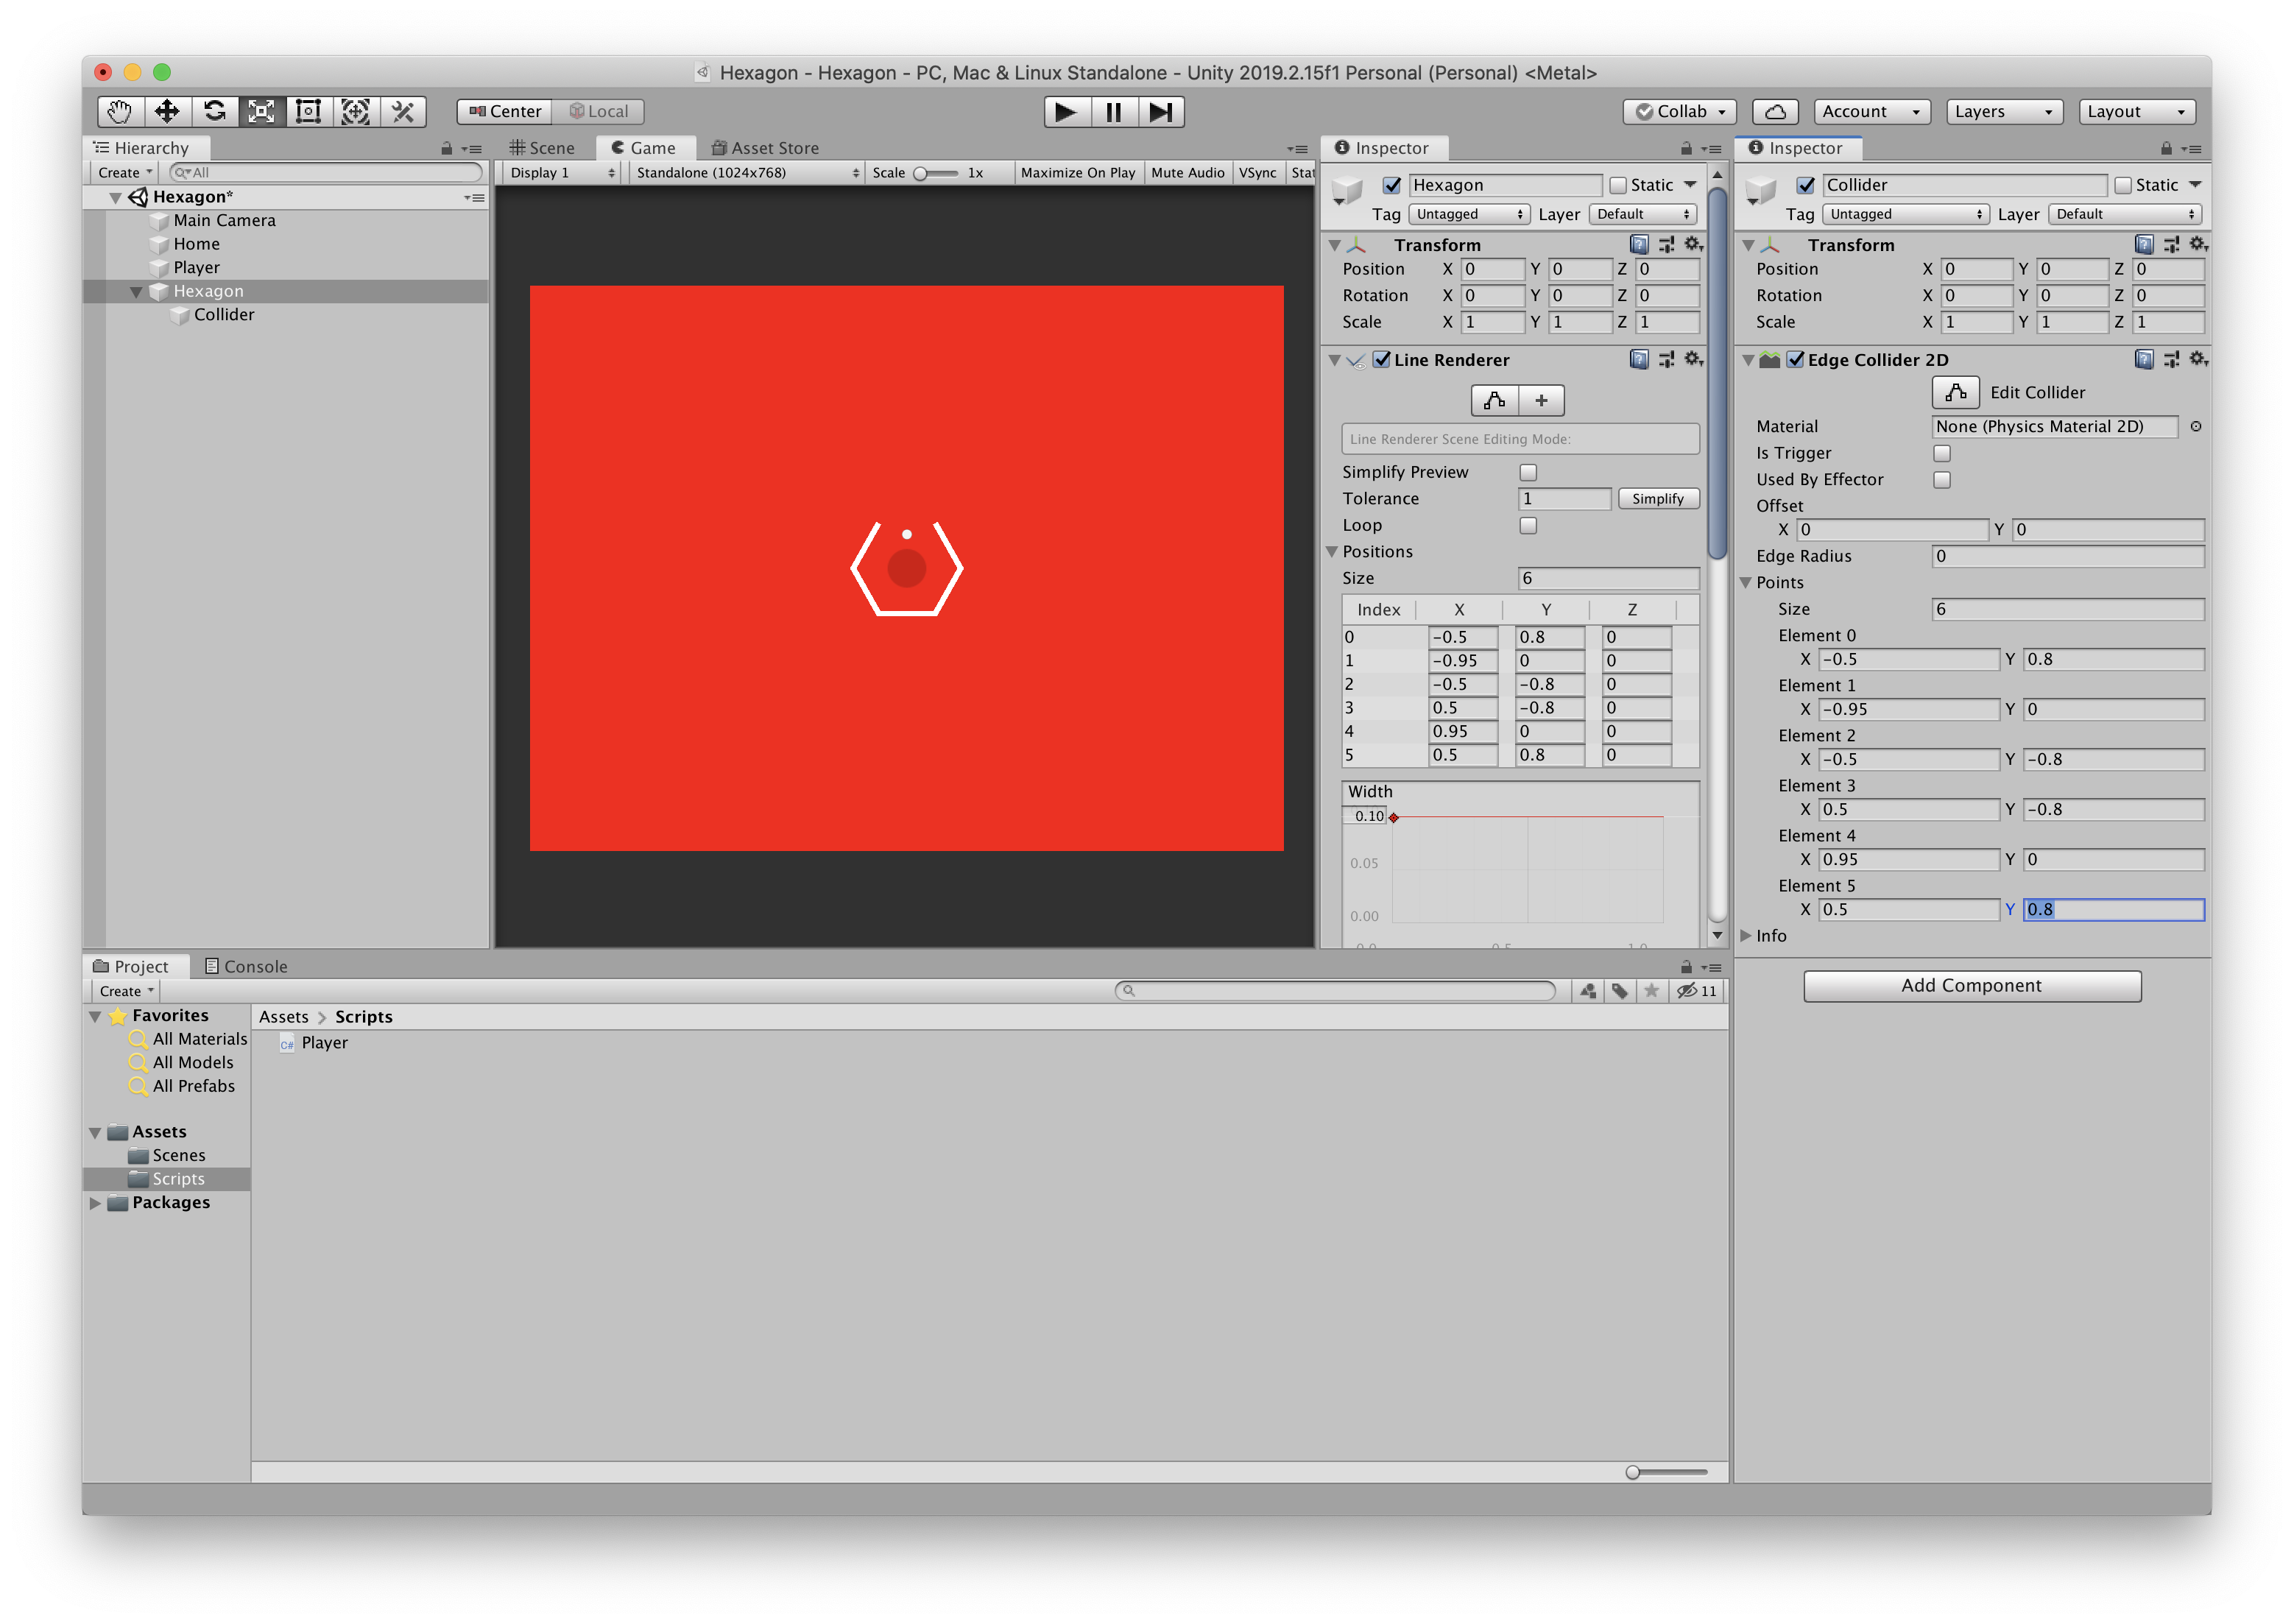 Hexagon - Hexagon - PC, Mac & Linux Standalone - Unity 2019.2.15f1 Personal (Personal) <Metal>
Center Local
Collab Account Layers Layout
Hierarchy
Create All
Hexagon*
Main Camera
Home
Player
Hexagon
Collider
Scene Game Asset Store
Display 1 Standalone (1024x768) Scale 1x Maximize On Play Mute Audio VSync Stat
Inspector
Hexagon Static
Tag Untagged Layer Default
Transform
Position X 0 Y 0 Z 0
Rotation X 0 Y 0 Z 0
Scale X 1 Y 1 Z 1
Line Renderer
+
Line Renderer Scene Editing Mode:
Simplify Preview
Tolerance 1 Simplify
Loop
Positions
Size 6
Index X Y Z
0 -0.5 0.8 0
1 -0.95 0 0
2 -0.5 -0.8 0
3 0.5 -0.8 0
4 0.95 0 0
5 0.5 0.8 0
Width
0.10
0.05
0.00
0.0 0.5 1.0
Inspector
Collider Static
Tag Untagged Layer Default
Transform
Position X 0 Y 0 Z 0
Rotation X 0 Y 0 Z 0
Scale X 1 Y 1 Z 1
Edge Collider 2D
Edit Collider
Material None (Physics Material 2D)
Is Trigger
Used By Effector
Offset
X 0 Y 0
Edge Radius 0
Points
Size 6
Element 0
X -0.5 Y 0.8
Element 1
X -0.95 Y 0
Element 2
X -0.5 Y -0.8
Element 3
X 0.5 Y -0.8
Element 4
X 0.95 Y 0
Element 5
X 0.5 Y 0.8
Info
Add Component
Project Console
Create 11
Favorites
All Materials
All Models
All Prefabs
Assets
Scenes
Scripts
Packages
Assets > Scripts
C# Player